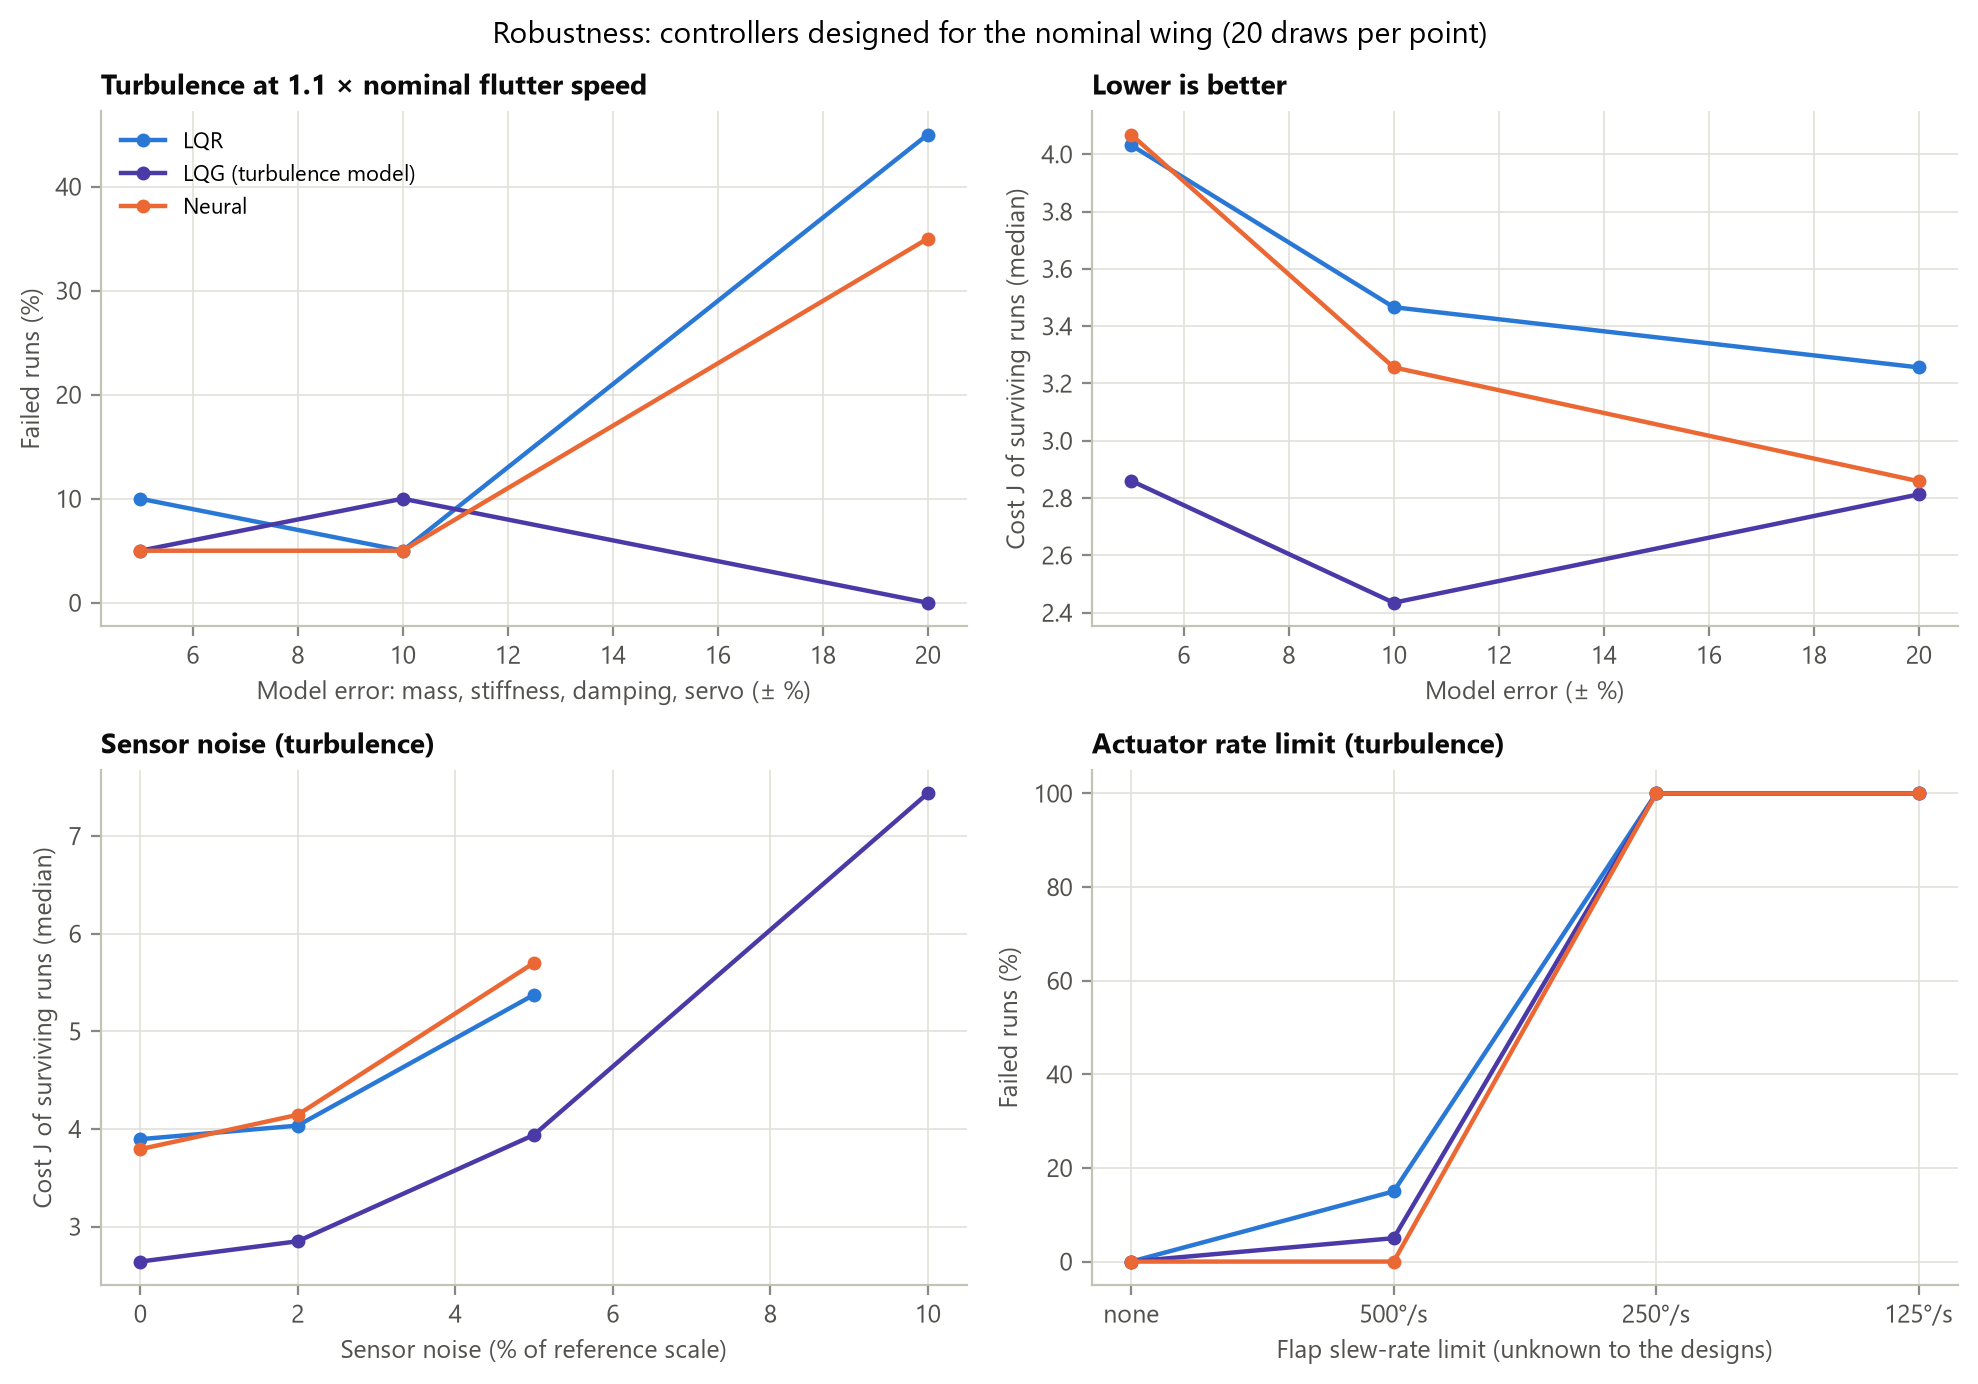 Robustness: controllers designed for the nominal wing (20 draws per point)
Turbulence at 1.1 × nominal flutter speed
LQR
LQG (turbulence model)
Neural
40
30
20
10
0
Failed runs (%)
6 8 10 12 14 16 18 20
Model error: mass, stiffness, damping, servo (± %)
Lower is better
4.0
3.8
3.6
3.4
3.2
3.0
2.8
2.6
2.4
Cost J of surviving runs (median)
6 8 10 12 14 16 18 20
Model error (± %)
Sensor noise (turbulence)
7
6
5
4
3
Cost J of surviving runs (median)
0 2 4 6 8 10
Sensor noise (% of reference scale)
Actuator rate limit (turbulence)
100
80
60
40
20
0
Failed runs (%)
none 500°/s 250°/s 125°/s
Flap slew-rate limit (unknown to the designs)